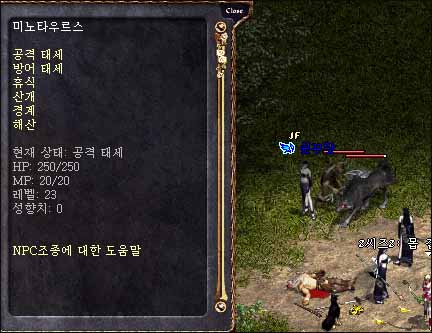 Close
미노타우르스
공격 태세
방어 태세
휴식
산개
경계
해산
현재 상태: 공격 태세
HP: 250/250
MP: 20/20
레벨: 23
성향치: 0
NPC조종에 대한 도움말
JF